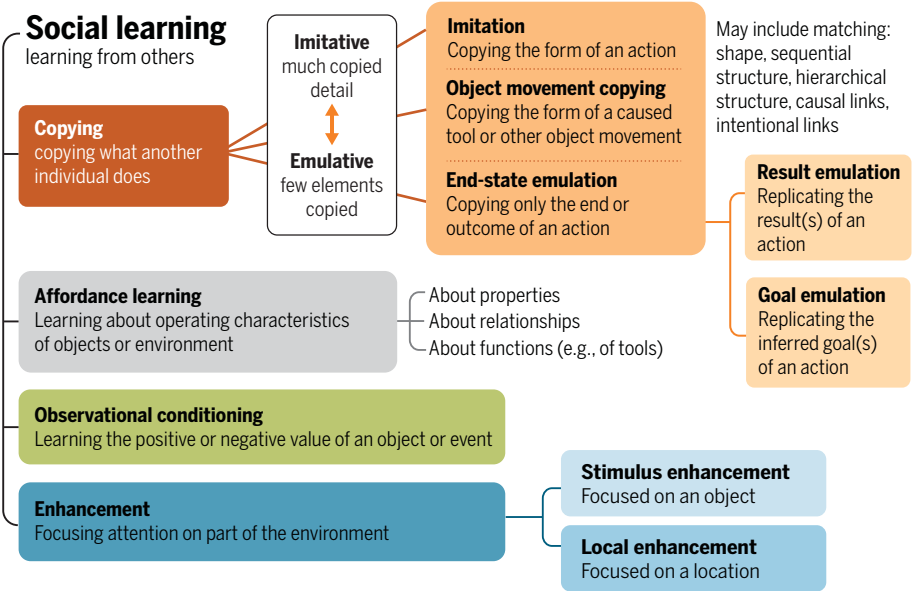 Social learning
learning from others
Copying
copying what another
individual does
Imitative
much copied
detail
Emulative
few elements
copied
Imitation
Copying the form of an action
Object movement copying
Copying the form of a caused
tool or other object movement
End-state emulation
Copying only the end or
outcome of an action
May include matching:
shape, sequential
structure, hierarchical
structure, causal links,
intentional links
Result emulation
Replicating the
result(s) of an
action
Goal emulation
Replicating the
inferred goal(s)
of an action
Affordance learning
Learning about operating characteristics
of objects or environment
About properties
About relationships
About functions (e.g., of tools)
Observational conditioning
Learning the positive or negative value of an object or event
Enhancement
Focusing attention on part of the environment
Stimulus enhancement
Focused on an object
Local enhancement
Focused on a location